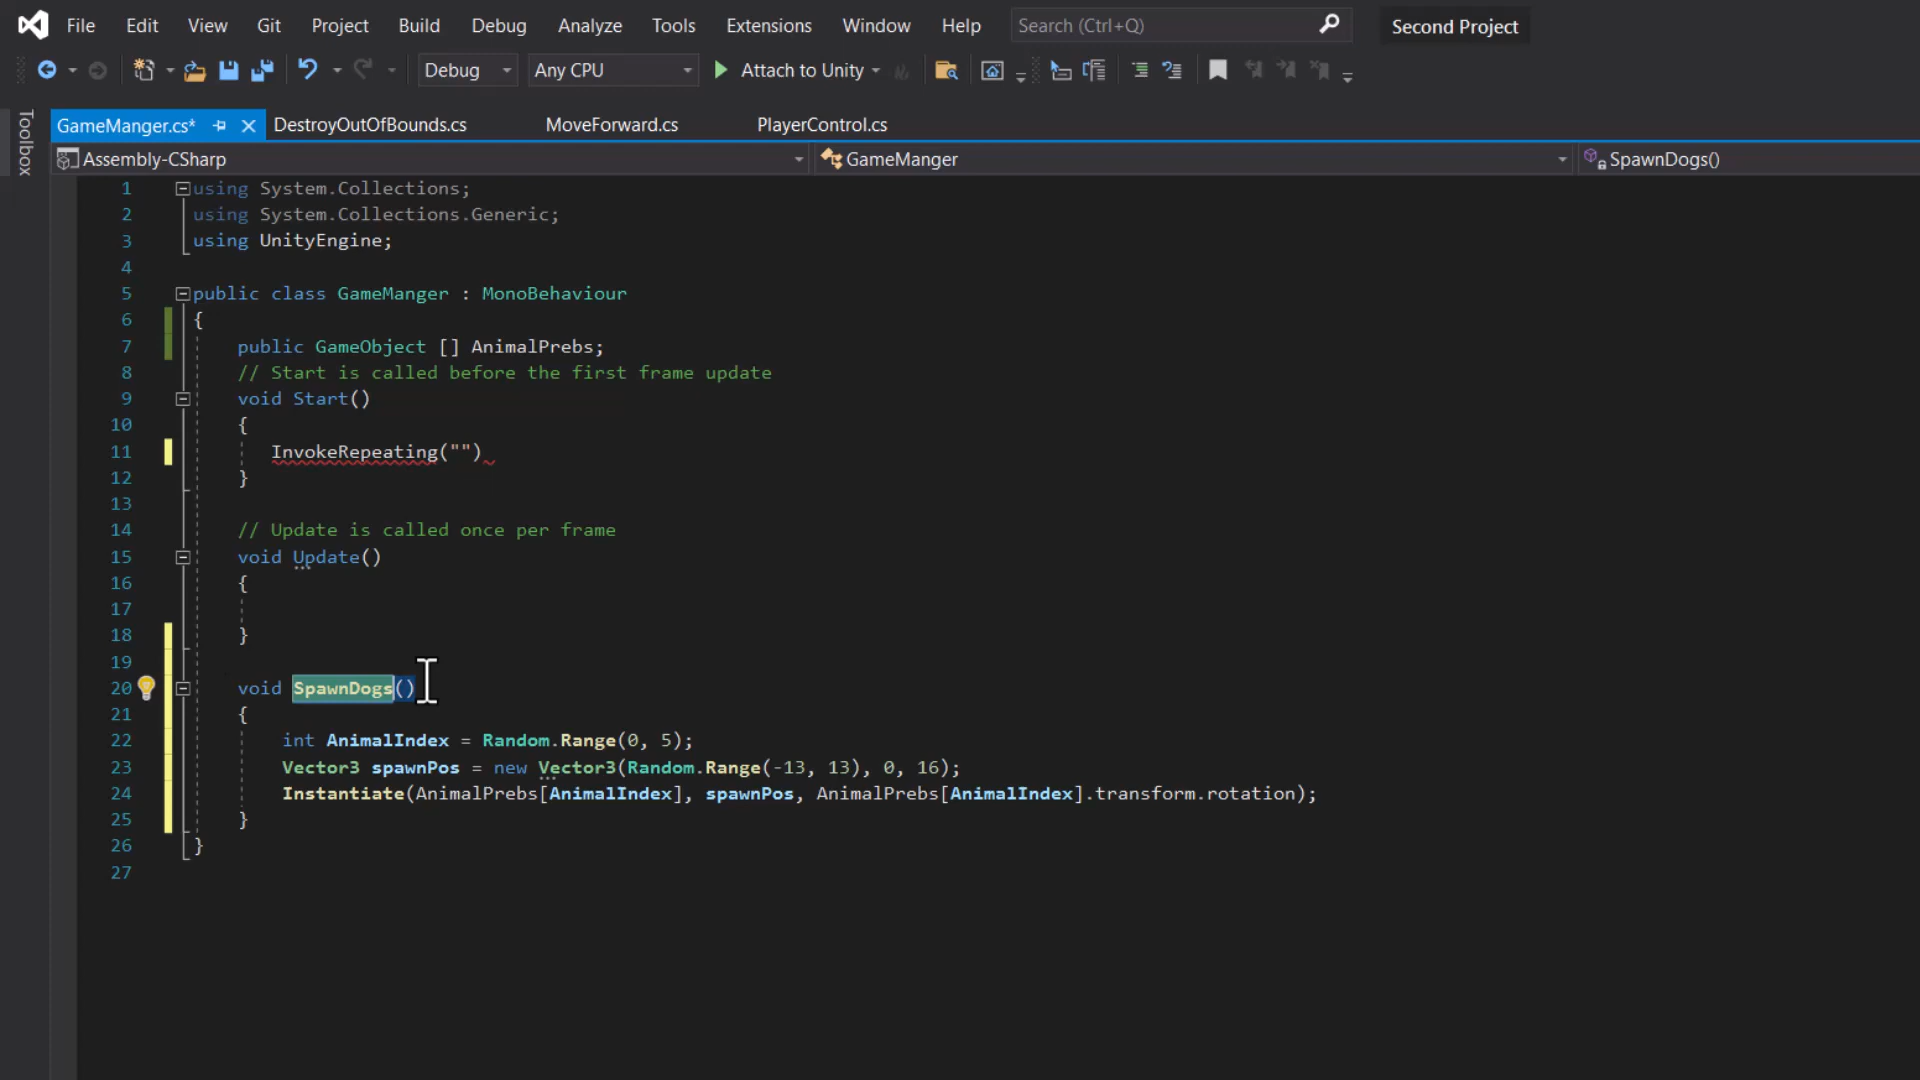 File Edit View Git Project Build Debug Analyze Tools Extensions Window Help Search (Ctrl+Q) Second Project
Debug Any CPU Attach to Unity
Toolbox
GameManger.cs* DestroyOutOfBounds.cs MoveForward.cs PlayerControl.cs
Assembly-CSharp GameManger SpawnDogs()
1 using System.Collections;
2 using System.Collections.Generic;
3 using UnityEngine;
4
5 public class GameManger : MonoBehaviour
6 {
7 public GameObject [] AnimalPrebs;
8 // Start is called before the first frame update
9 void Start()
10 {
11 InvokeRepeating("")
12 }
13
14 // Update is called once per frame
15 void Update()
16 {
17
18 }
19
20 void SpawnDogs()
21 {
22 int AnimalIndex = Random.Range(0, 5);
23 Vector3 spawnPos = new Vector3(Random.Range(-13, 13), 0, 16);
24 Instantiate(AnimalPrebs[AnimalIndex], spawnPos, AnimalPrebs[AnimalIndex].transform.rotation);
25 }
26 }
27